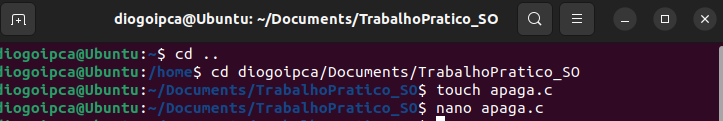 diogoipca@Ubuntu: ~/Documents/TrabalhoPratico_SO
diogoipca@Ubuntu:~$ cd ..
diogoipca@Ubuntu:/home$ cd diogoipca/Documents/TrabalhoPratico_SO
diogoipca@Ubuntu:~/Documents/TrabalhoPratico_SO$ touch apaga.c
diogoipca@Ubuntu:~/Documents/TrabalhoPratico_SO$ nano apaga.c